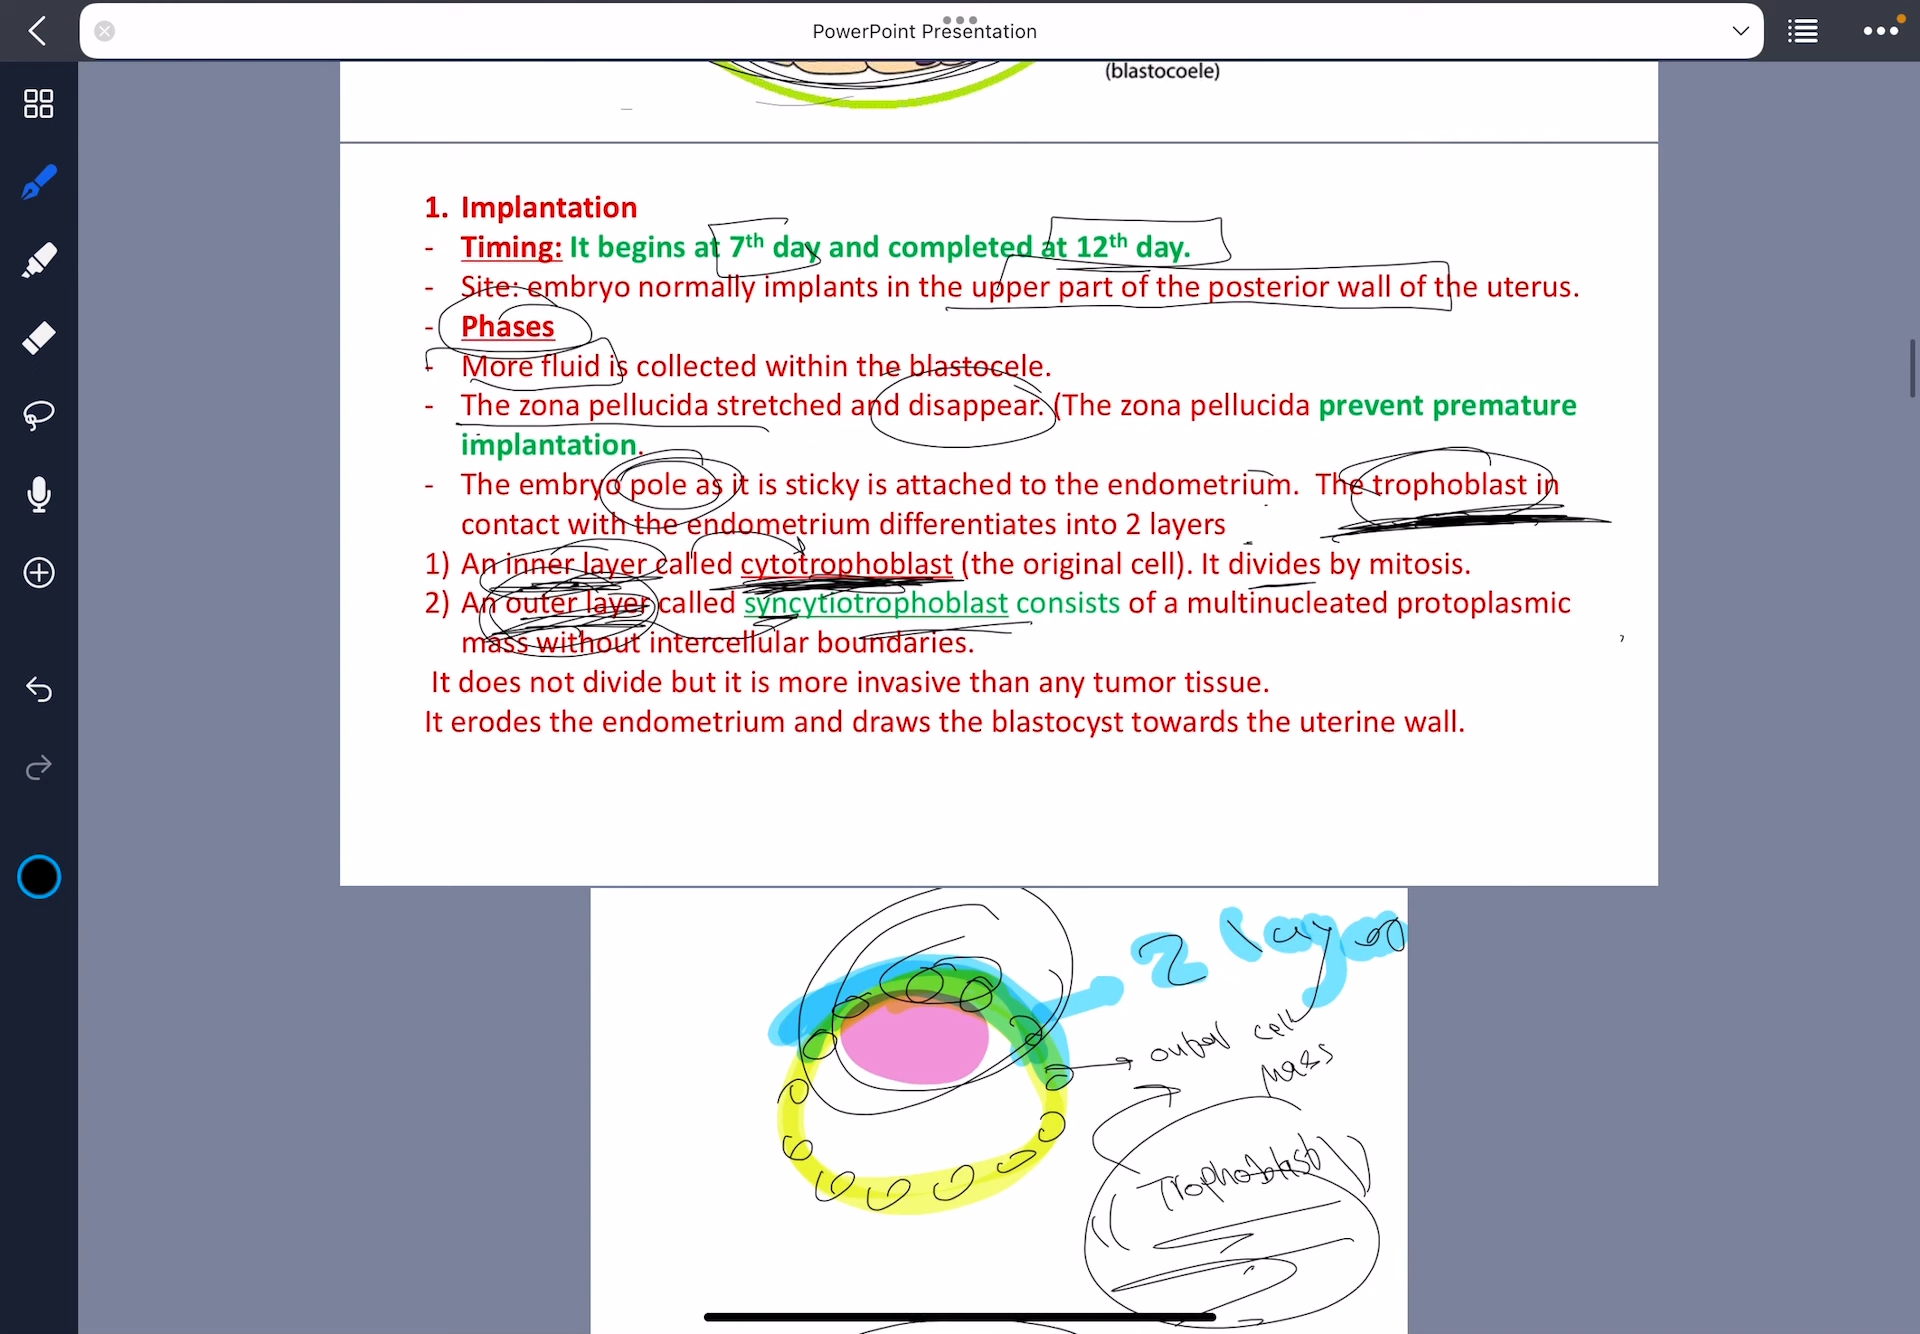 PowerPoint Presentation
(blastocoele)
1. Implantation
- Timing: It begins at 7th day and completed at 12th day.
- Site: embryo normally implants in the upper part of the posterior wall of the uterus.
- Phases
- More fluid is collected within the blastocele.
- The zona pellucida stretched and disappear. (The zona pellucida prevent premature
implantation.
- The embryo pole as it is sticky is attached to the endometrium. The trophoblast in
contact with the endometrium differentiates into 2 layers
1) An inner layer called cytotrophoblast (the original cell). It divides by mitosis.
2) An outer layer called syncytiotrophoblast consists of a multinucleated protoplasmic
mass without intercellular boundaries.
It does not divide but it is more invasive than any tumor tissue.
It erodes the endometrium and draws the blastocyst towards the uterine wall.
2 layer
outer cell
mass
Trophoblast